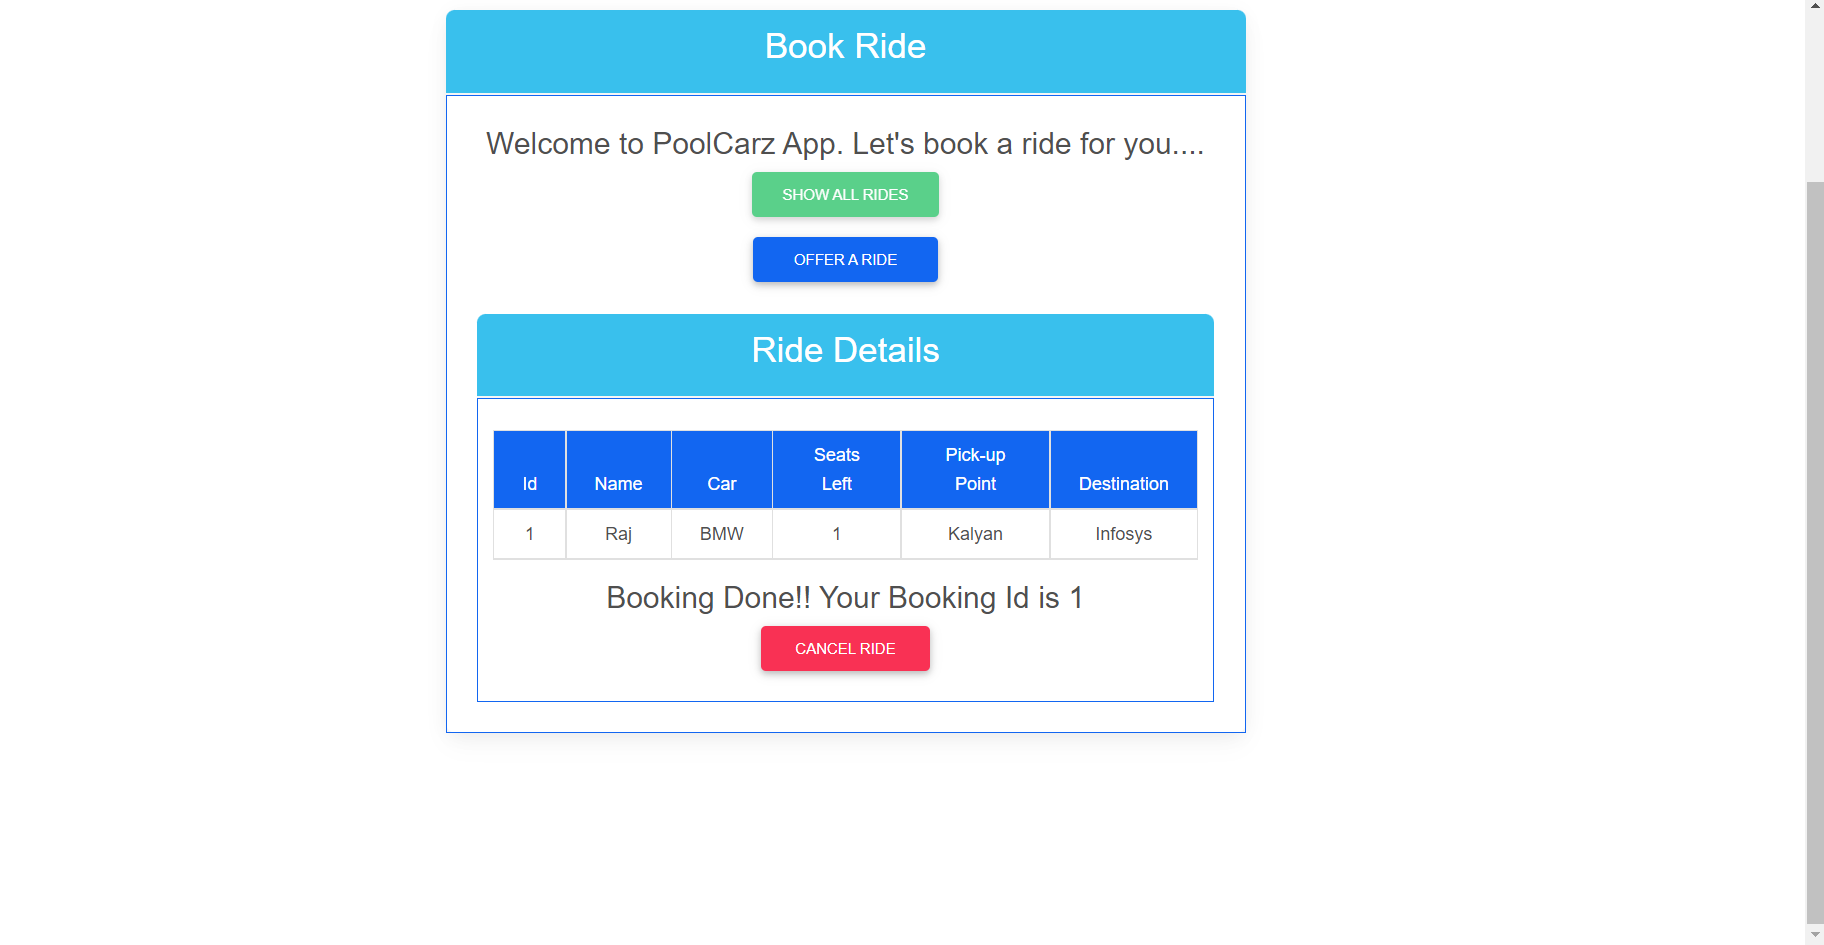 Book Ride
Welcome to PoolCarz App. Let's book a ride for you....
SHOW ALL RIDES
OFFER A RIDE
Ride Details
Id Name Car Seats Left Pick-up Point Destination
1 Raj BMW 1 Kalyan Infosys
Booking Done!! Your Booking Id is 1
CANCEL RIDE